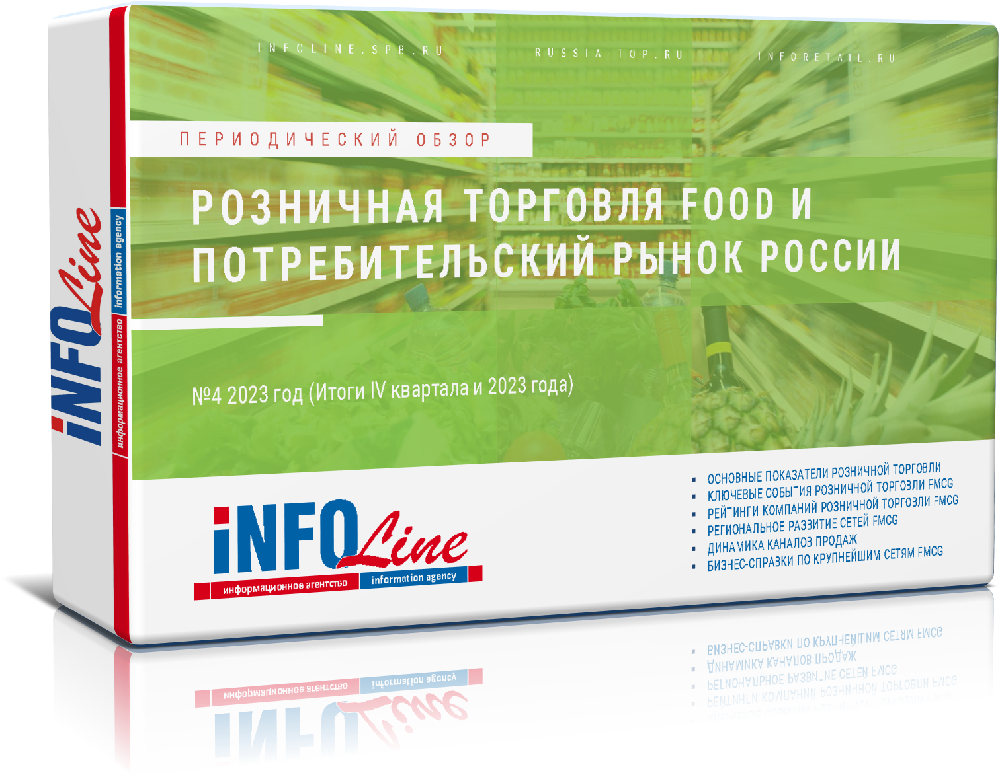 INFOLINE.SPB.RU
RUSSIA-TOP.RU
INFORETAIL.RU
ПЕРИОДИЧЕСКИЙ ОБЗОР
РОЗНИЧНАЯ ТОРГОВЛЯ FOOD И
ПОТРЕБИТЕЛЬСКИЙ РЫНОК РОССИИ
№4 2023 год (Итоги IV квартала и 2023 года)
▪ ОСНОВНЫЕ ПОКАЗАТЕЛИ РОЗНИЧНОЙ ТОРГОВЛИ
▪ КЛЮЧЕВЫЕ СОБЫТИЯ РОЗНИЧНОЙ ТОРГОВЛИ FMCG
▪ РЕЙТИНГИ КОМПАНИЙ РОЗНИЧНОЙ ТОРГОВЛИ FMCG
▪ РЕГИОНАЛЬНОЕ РАЗВИТИЕ СЕТЕЙ FMCG
▪ ДИНАМИКА КАНАЛОВ ПРОДАЖ
▪ БИЗНЕС-СПРАВКИ ПО КРУПНЕЙШИМ СЕТЯМ FMCG
iNFOLine
информационное агентство
information agency
iNFOLine
информационное агентство
information agency